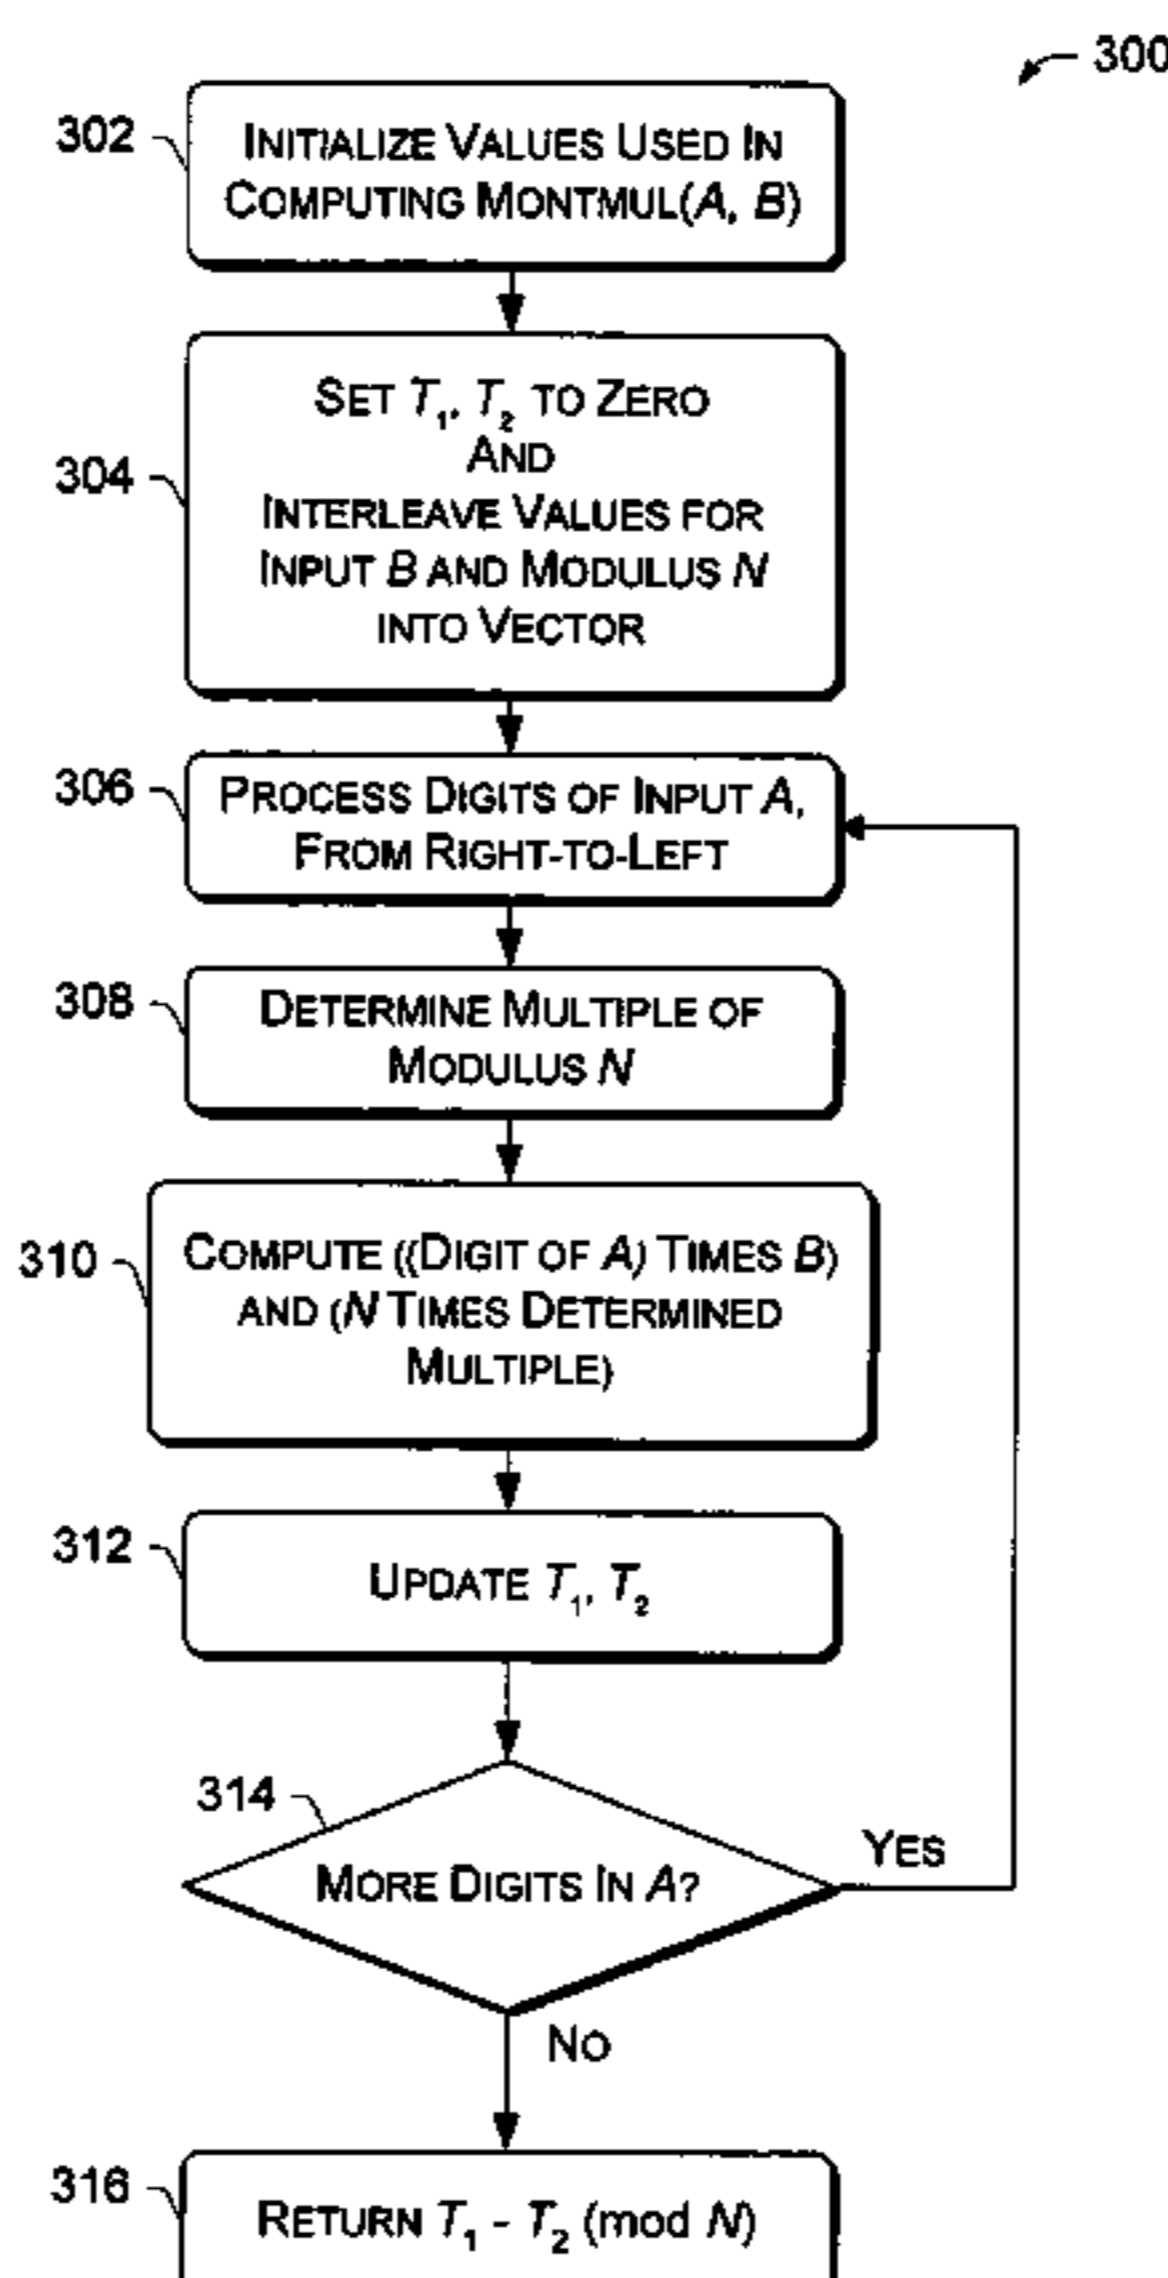 300
302
INITIALIZE VALUES USED IN
COMPUTING MONTMUL(A, B)
304
SET T₁, T₂ TO ZERO
AND
INTERLEAVE VALUES FOR
INPUT B AND MODULUS N
INTO VECTOR
306
PROCESS DIGITS OF INPUT A,
FROM RIGHT-TO-LEFT
308
DETERMINE MULTIPLE OF
MODULUS N
310
COMPUTE ((DIGIT OF A) TIMES B)
AND (N TIMES DETERMINED
MULTIPLE)
312
UPDATE T₁, T₂
314
MORE DIGITS IN A?
YES
NO
316
RETURN T₁ - T₂ (mod N)